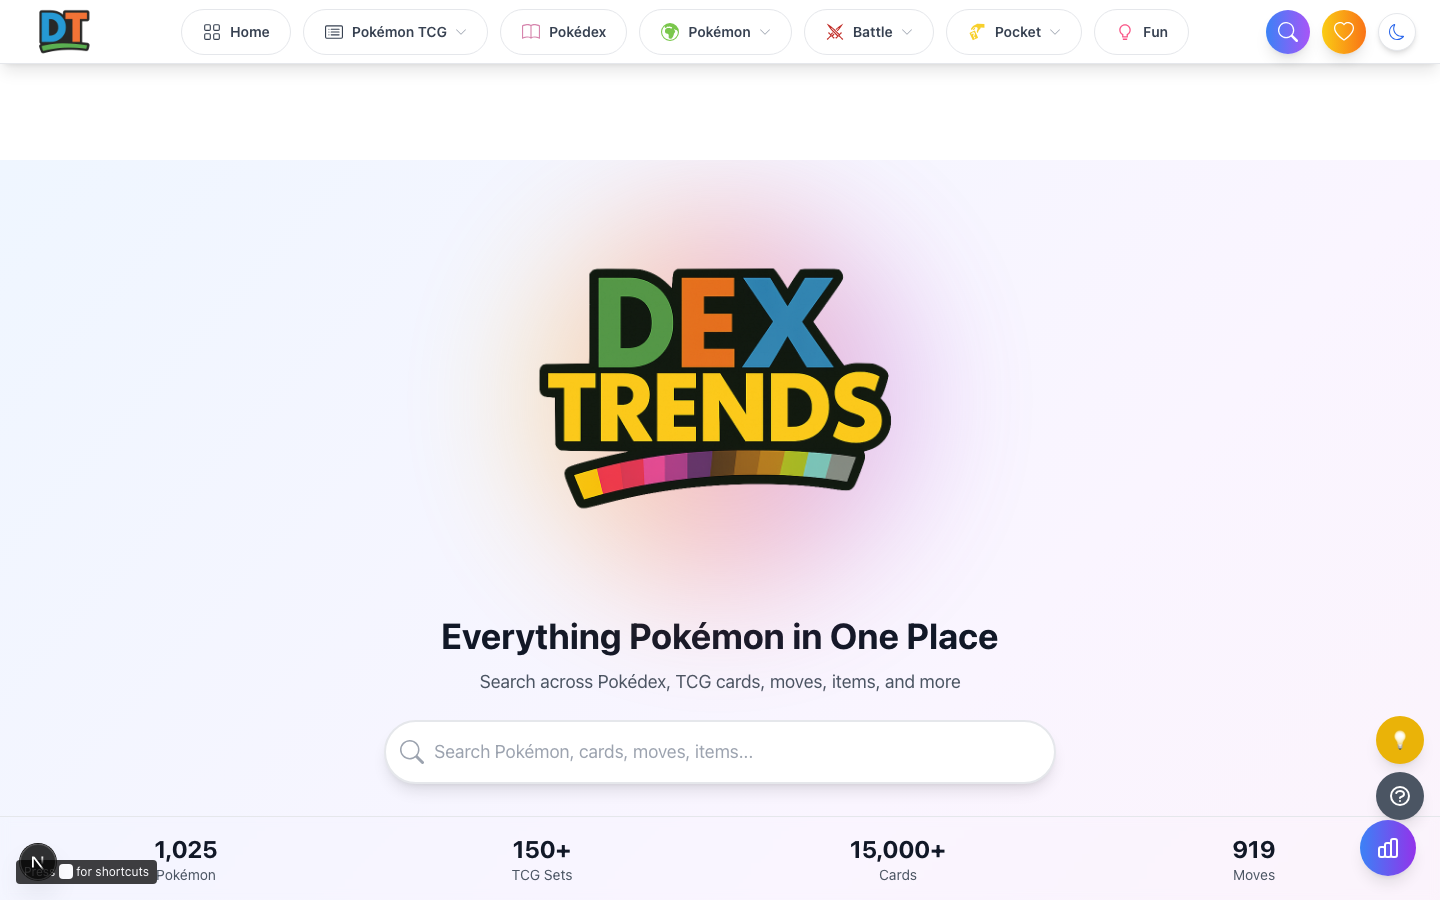 DT
Home
Pokémon TCG
Pokédex
Pokémon
Battle
Pocket
Fun
DEX
TRENDS
Everything Pokémon in One Place
Search across Pokédex, TCG cards, moves, items, and more
Search Pokémon, cards, moves, items...
1,025
Pokémon
150+
TCG Sets
15,000+
Cards
919
Moves
N
for shortcuts